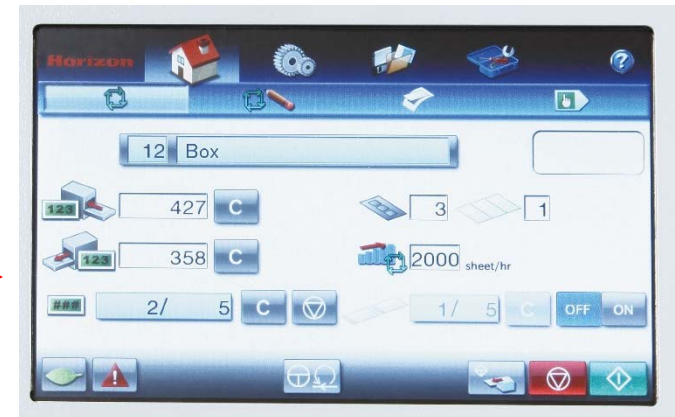 Horizon
?
12 Box
123 427 C 3 1
123 358 C 2000 sheet/hr
### 2/ 5 C 1/ 5 C OFF ON